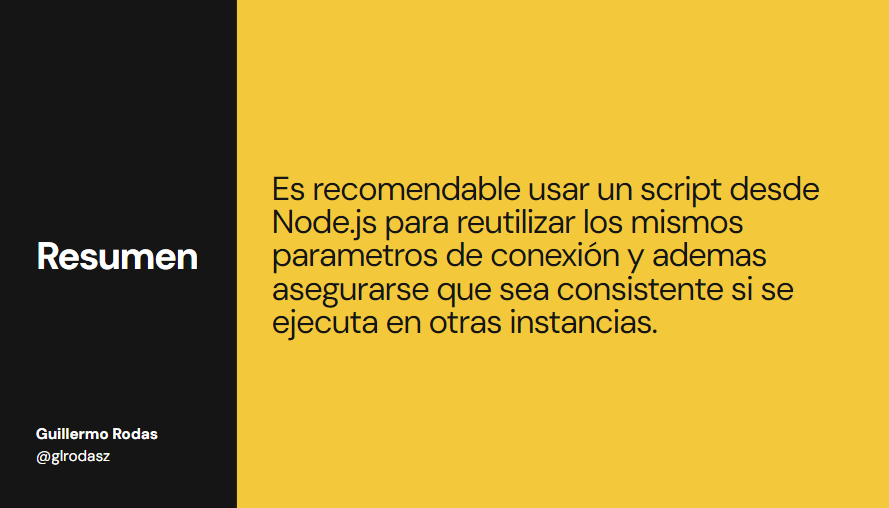 Resumen
Guillermo Rodas
@glrodasz
Es recomendable usar un script desde
Node.js para reutilizar los mismos
parametros de conexión y ademas
asegurarse que sea consistente si se
ejecuta en otras instancias.